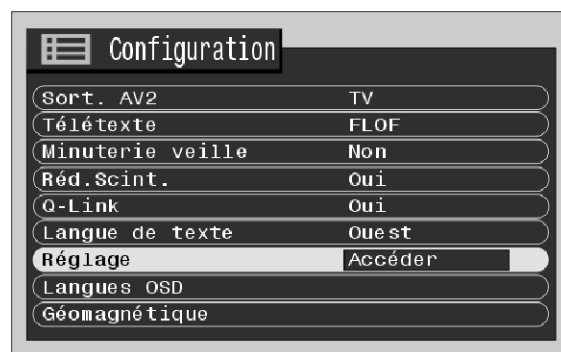 Configuration
Sort. AV2 TV
Télétexte FLOF
Minuterie veille Non
Réd.Scint. Oui
Q-Link Oui
Langue de texte Ouest
Réglage Accéder
Langues OSD
Géomagnétique